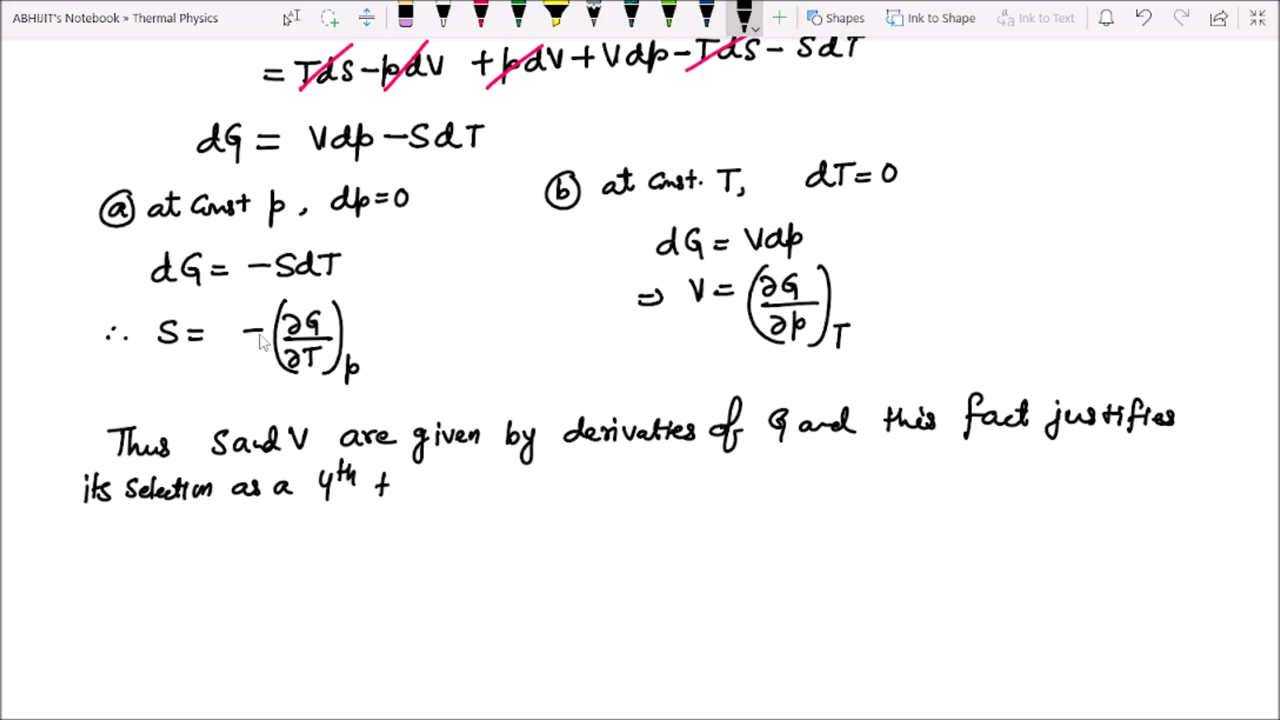 ABHIJIT's Notebook » Thermal Physics
Shapes
Ink to Shape
Ink to Text
= TdS - pdV + pdV + Vdp - TdS - SdT
dG = Vdp - SdT
ⓐ at const p, dp = 0
dG = -SdT
∴ S = -(∂G/∂T)p
ⓑ at const. T, dT = 0
dG = Vdp
⇒ V = (∂G/∂p)T
Thus S and V are given by derivaties of G and this fact justifies
its selection as a 4th t